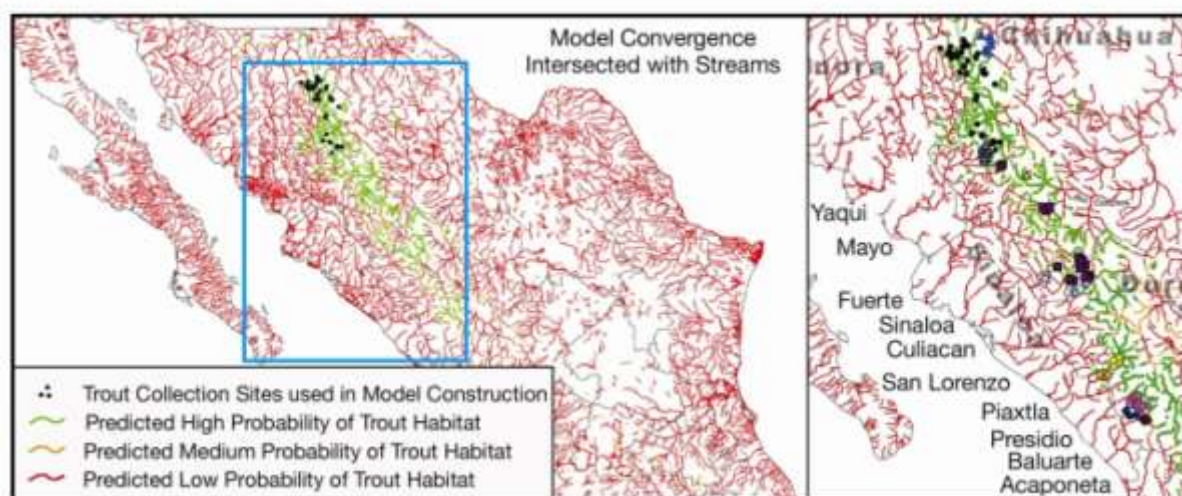 Model Convergence
Intersected with Streams
Trout Collection Sites used in Model Construction
Predicted High Probability of Trout Habitat
Predicted Medium Probability of Trout Habitat
Predicted Low Probability of Trout Habitat
Chihuahua
Yaqui
Mayo
Fuerte
Sinaloa
Culiacan
San Lorenzo
Piaxtla
Presidio
Baluarte
Acaponeta